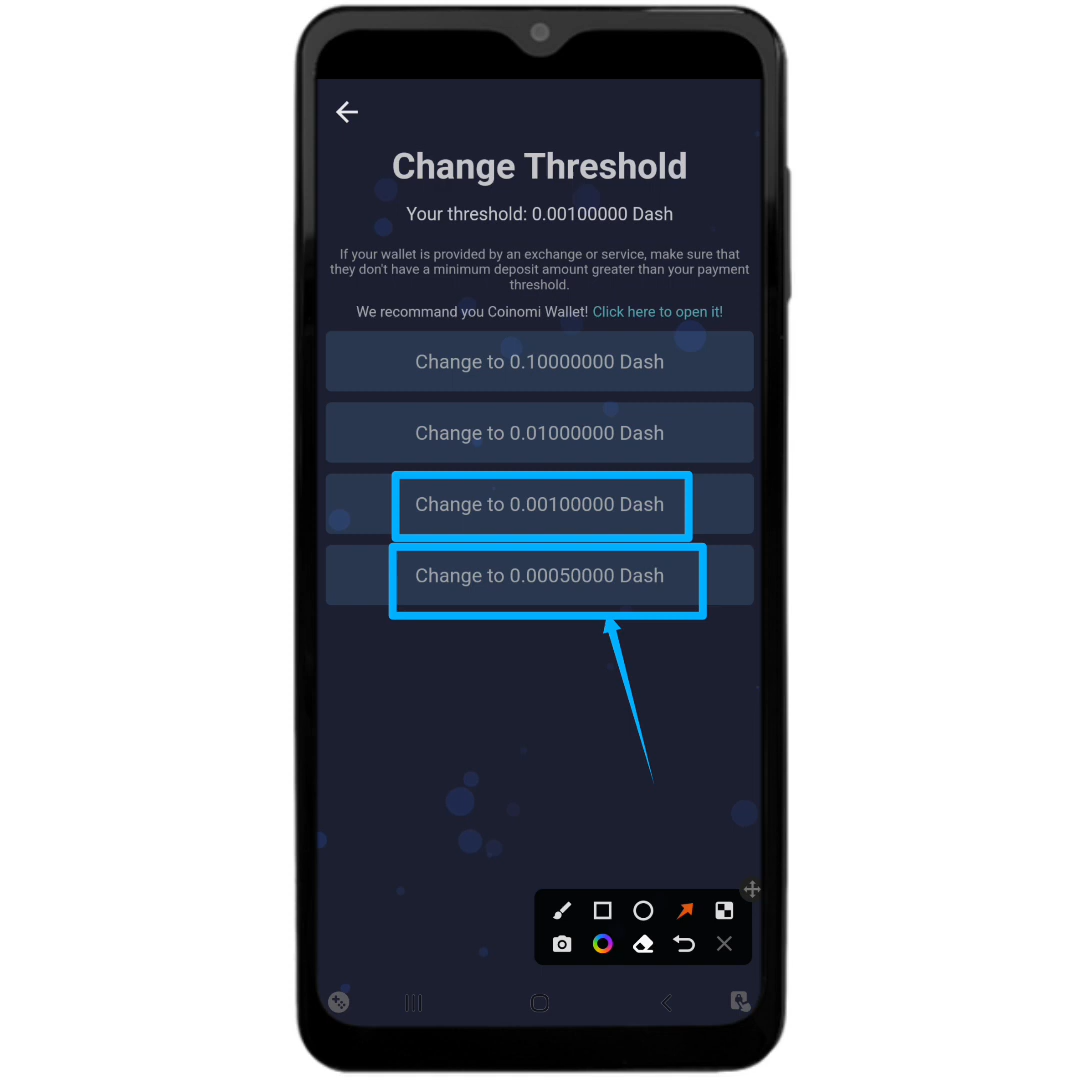 Change Threshold
Your threshold: 0.00100000 Dash
If your wallet is provided by an exchange or service, make sure that
they don't have a minimum deposit amount greater than your payment
threshold.
We recommand you Coinomi Wallet! Click here to open it!
Change to 0.10000000 Dash
Change to 0.01000000 Dash
Change to 0.00100000 Dash
Change to 0.00050000 Dash